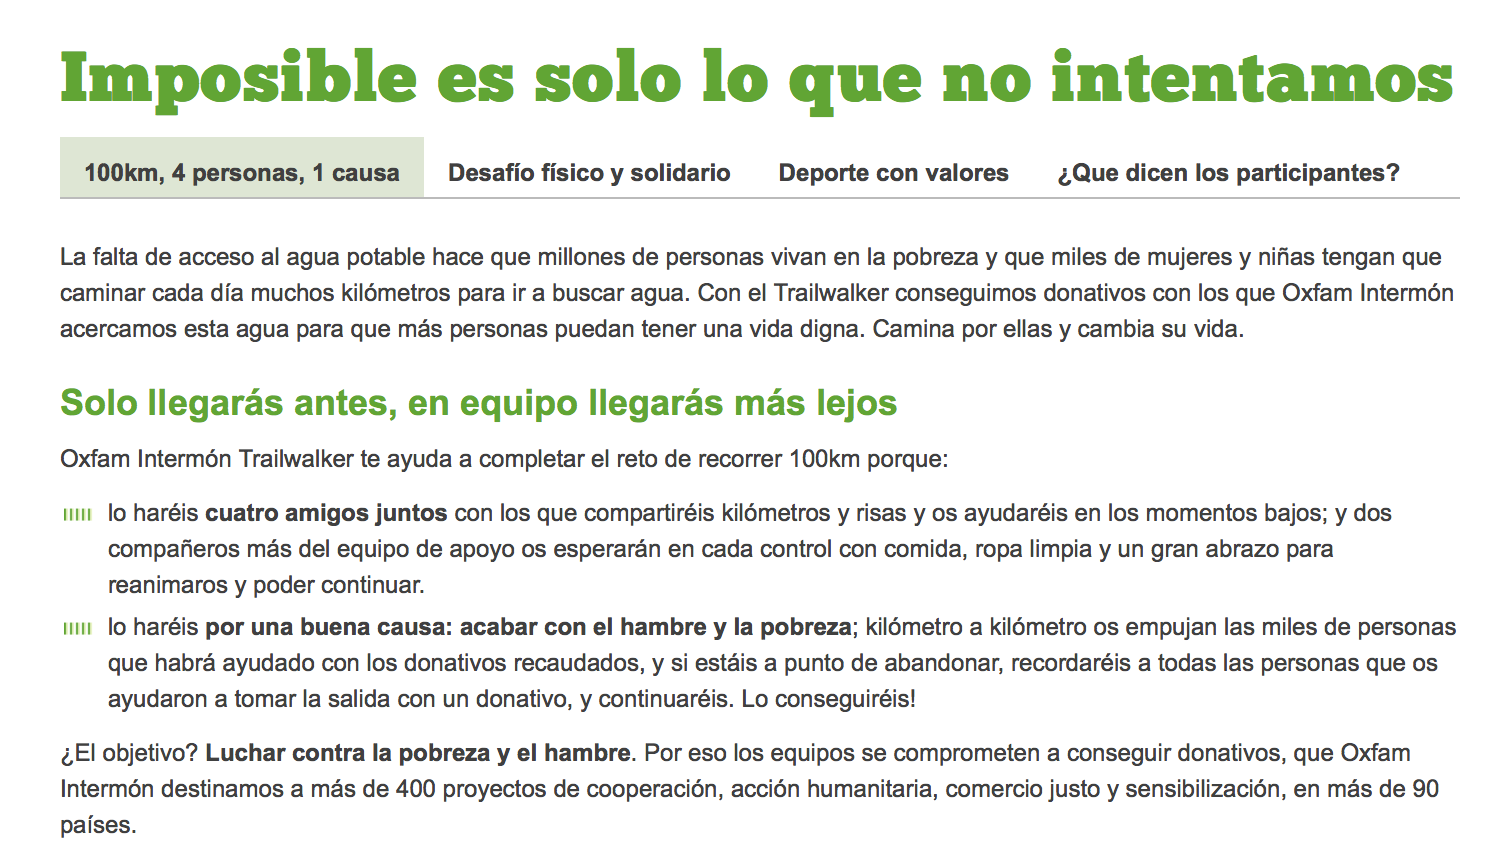 Imposible es solo lo que no intentamos
100km, 4 personas, 1 causa
Desafío físico y solidario
Deporte con valores
¿Que dicen los participantes?
La falta de acceso al agua potable hace que millones de personas vivan en la pobreza y que miles de mujeres y niñas tengan que
caminar cada día muchos kilómetros para ir a buscar agua. Con el Trailwalker conseguimos donativos con los que Oxfam Intermón
acercamos esta agua para que más personas puedan tener una vida digna. Camina por ellas y cambia su vida.
Solo llegarás antes, en equipo llegarás más lejos
Oxfam Intermón Trailwalker te ayuda a completar el reto de recorrer 100km porque:
lo haréis cuatro amigos juntos con los que compartiréis kilómetros y risas y os ayudaréis en los momentos bajos; y dos
compañeros más del equipo de apoyo os esperarán en cada control con comida, ropa limpia y un gran abrazo para
reanimaros y poder continuar.
lo haréis por una buena causa: acabar con el hambre y la pobreza; kilómetro a kilómetro os empujan las miles de personas
que habrá ayudado con los donativos recaudados, y si estáis a punto de abandonar, recordaréis a todas las personas que os
ayudaron a tomar la salida con un donativo, y continuaréis. Lo conseguiréis!
¿El objetivo? Luchar contra la pobreza y el hambre. Por eso los equipos se comprometen a conseguir donativos, que Oxfam
Intermón destinamos a más de 400 proyectos de cooperación, acción humanitaria, comercio justo y sensibilización, en más de 90
países.